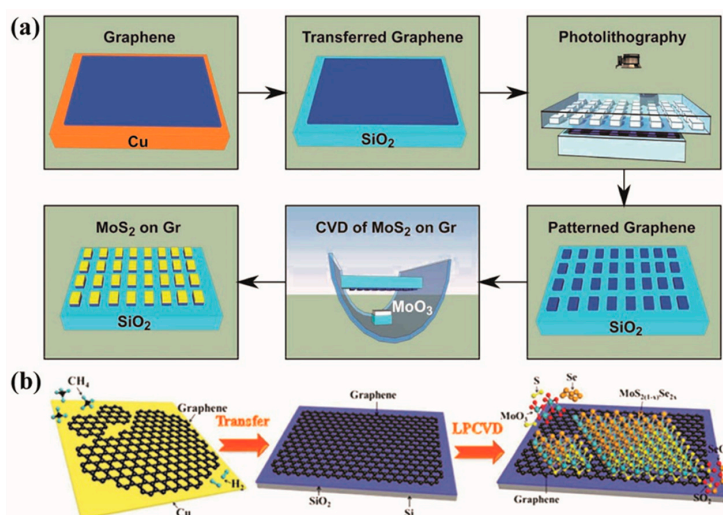 (a)
Graphene
Cu
Transferred Graphene
SiO₂
Photolithography
MoS₂ on Gr
SiO₂
CVD of MoS₂ on Gr
MoO₃
Patterned Graphene
SiO₂
(b)
CH₄
Graphene
H₂
Cu
Transfer
Graphene
SiO₂
Si
LPCVD
S
Se
MoO₃
MoS₂₍₁₋ₓ₎Se₂ₓ
Graphene
SO₂